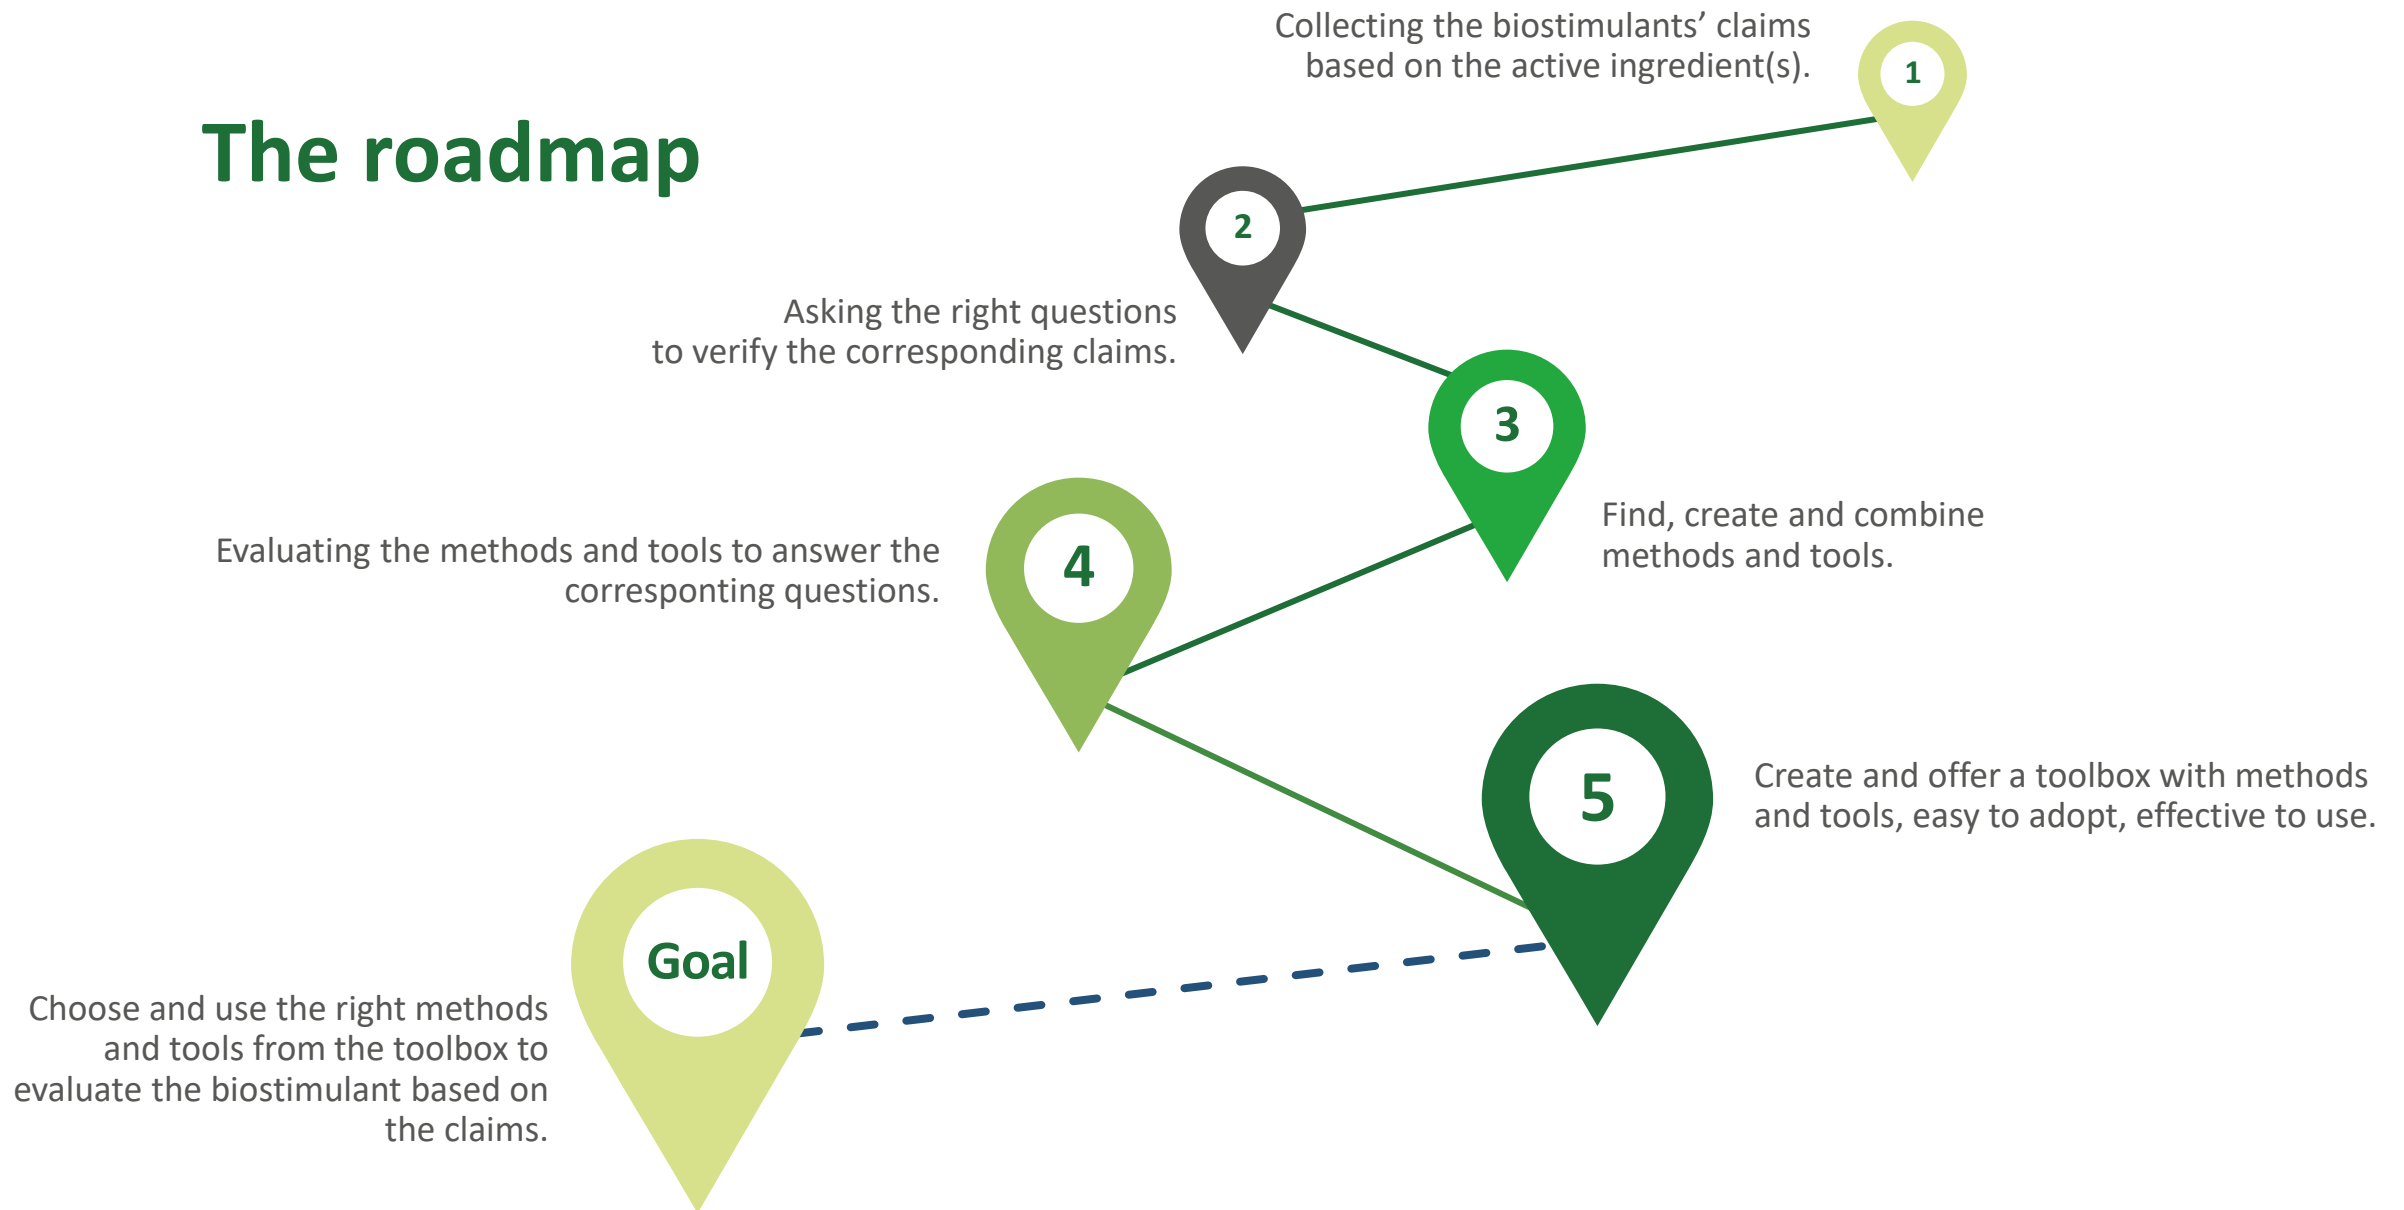 The roadmap
Collecting the biostimulants’ claims
based on the active ingredient(s).
1
2
Asking the right questions
to verify the corresponding claims.
3
Find, create and combine
methods and tools.
4
Evaluating the methods and tools to answer the
corresponting questions.
5
Create and offer a toolbox with methods
and tools, easy to adopt, effective to use.
Goal
Choose and use the right methods
and tools from the toolbox to
evaluate the biostimulant based on
the claims.